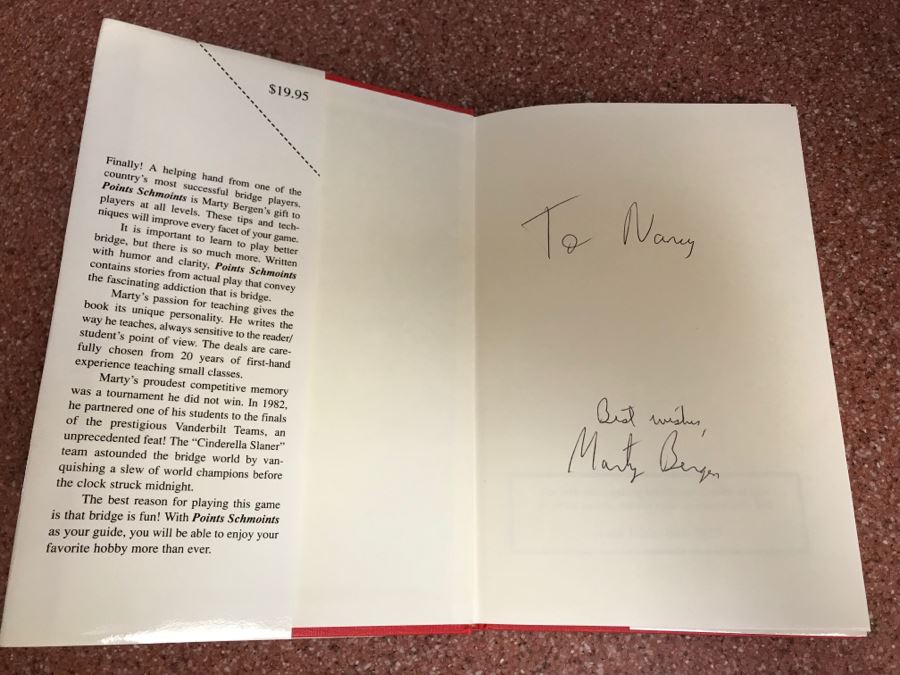 $19.95
Finally! A helping hand from one of the
country's most successful bridge players.
Points Schmoints is Marty Bergen's gift to
players at all levels. These tips and tech-
niques will improve every facet of your game.
It is important to learn to play better
bridge, but there is so much more. Written
with humor and clarity, Points Schmoints
contains stories from actual play that convey
the fascinating addiction that is bridge.
Marty's passion for teaching gives the
book its unique personality. He writes the
way he teaches, always sensitive to the reader/
student's point of view. The deals are care-
fully chosen from 20 years of first-hand
experience teaching small classes.
Marty's proudest competitive memory
was a tournament he did not win. In 1982,
he partnered one of his students to the finals
of the prestigious Vanderbilt Teams, an
unprecedented feat! The "Cinderella Slaner"
team astounded the bridge world by van-
quishing a slew of world champions before
the clock struck midnight.
The best reason for playing this game
is that bridge is fun! With Points Schmoints
as your guide, you will be able to enjoy your
favorite hobby more than ever.
To Nancy
Best wishes,
Marty Bergen